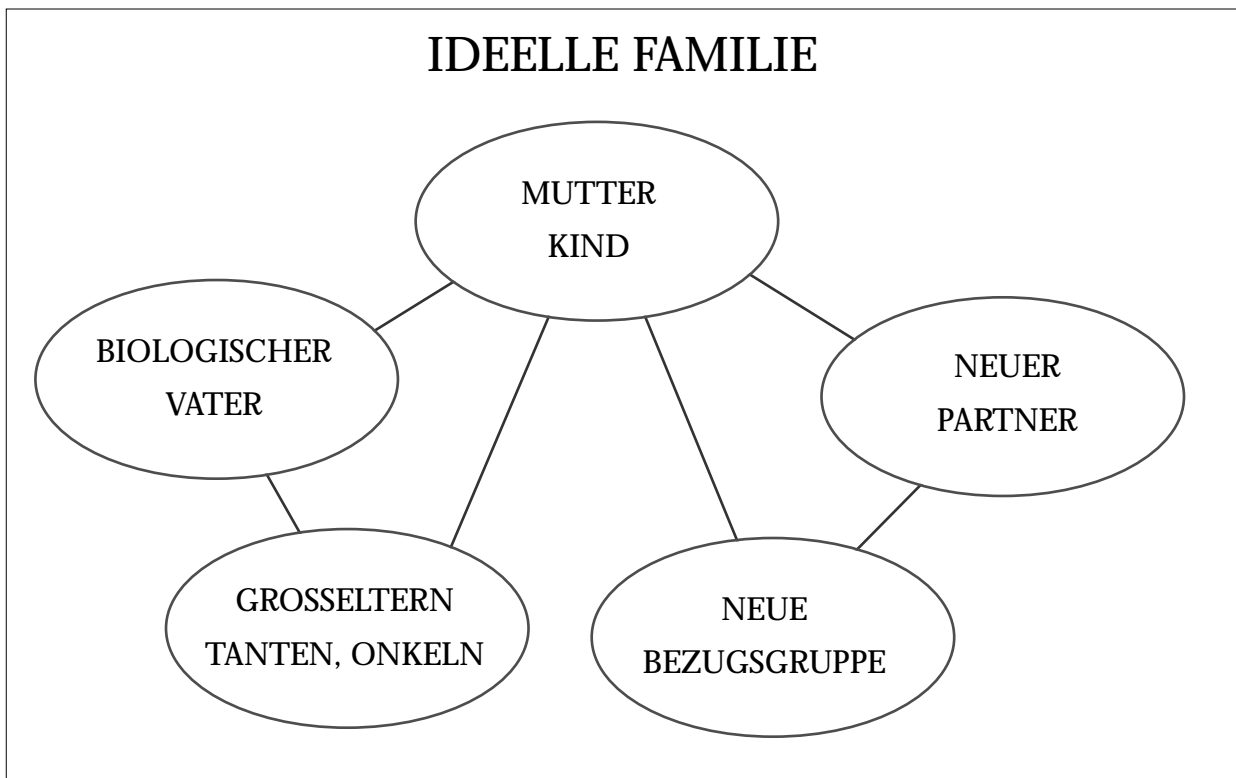 IDEELLE FAMILIE
MUTTER
KIND
BIOLOGISCHER
VATER
NEUER
PARTNER
GROSSELTERN
TANTEN, ONKELN
NEUE
BEZUGSGRUPPE